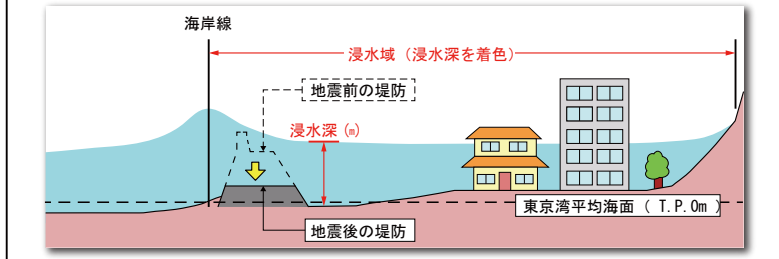 海岸線
浸水域（浸水深を着色）
地震前の堤防
浸水深(m)
東京湾平均海面（ T.P.0m ）
地震後の堤防